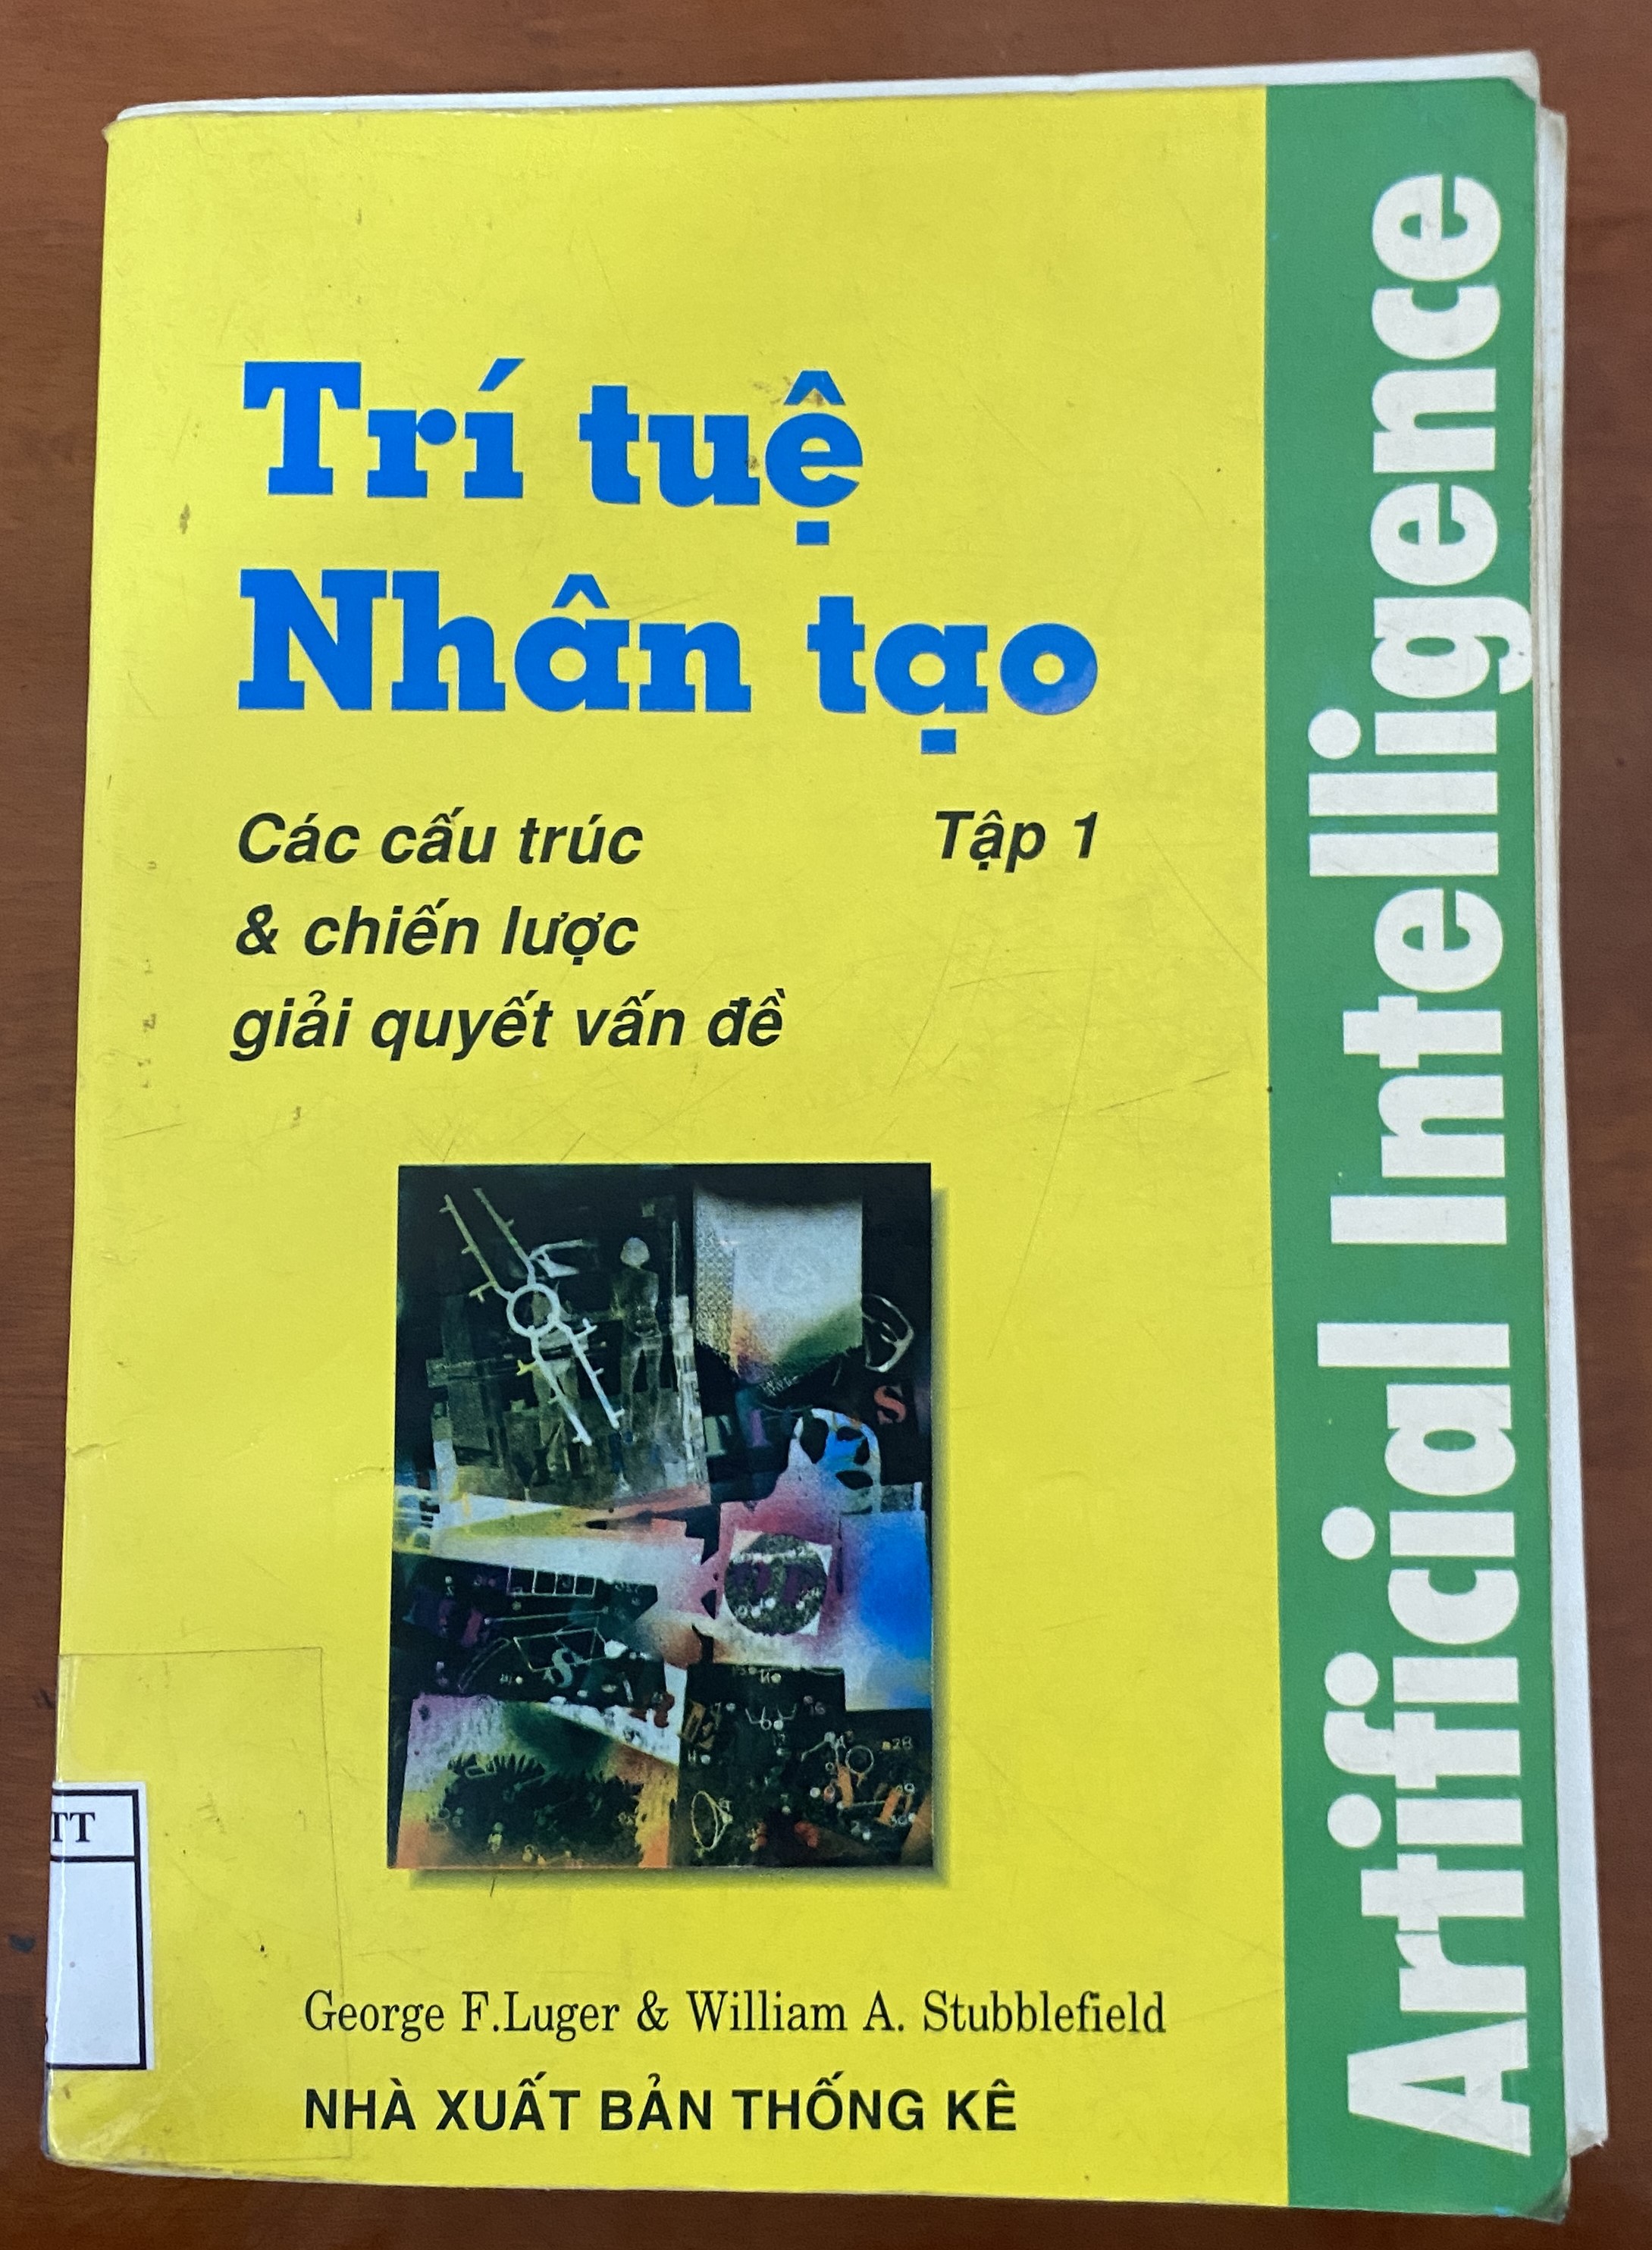 Trí tuệ
Nhân tạo
Các cấu trúc
& chiến lược
giải quyết vấn đề
Tập 1
George F.Luger & William A. Stubblefield
NHÀ XUẤT BẢN THỐNG KÊ
Artificial Intelligence
TT